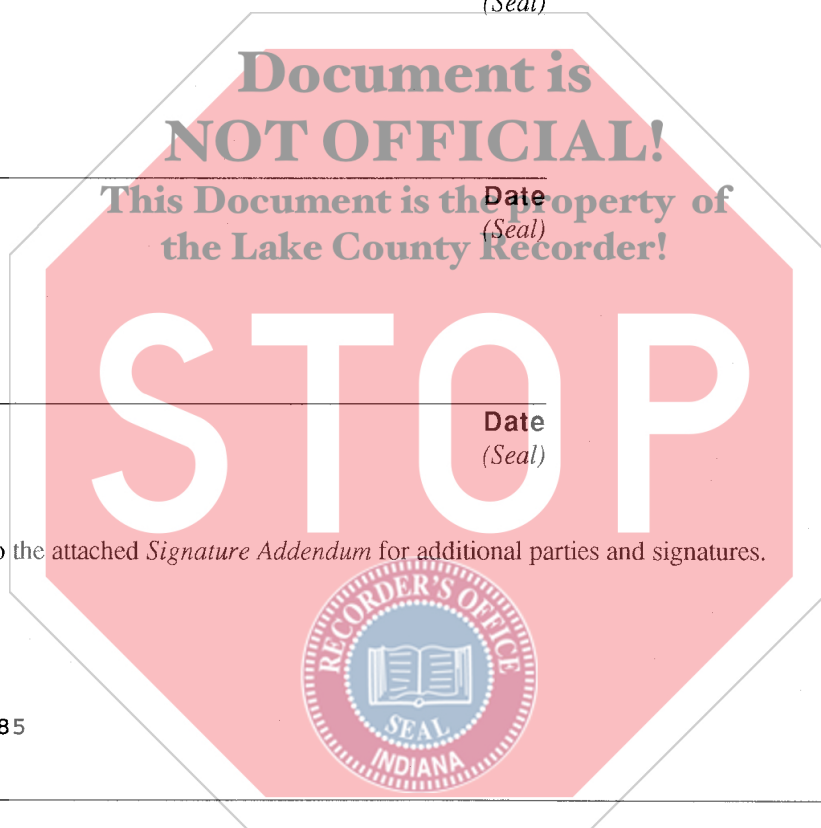 (Seal)
Document is
NOT OFFICIAL!
This Document is the property of
Date
(Seal)
the Lake County Recorder!
STOP
Date
(Seal)
the attached Signature Addendum for additional parties and signatures.
RECORDER'S OFFICE
SEAL
INDIANA
85